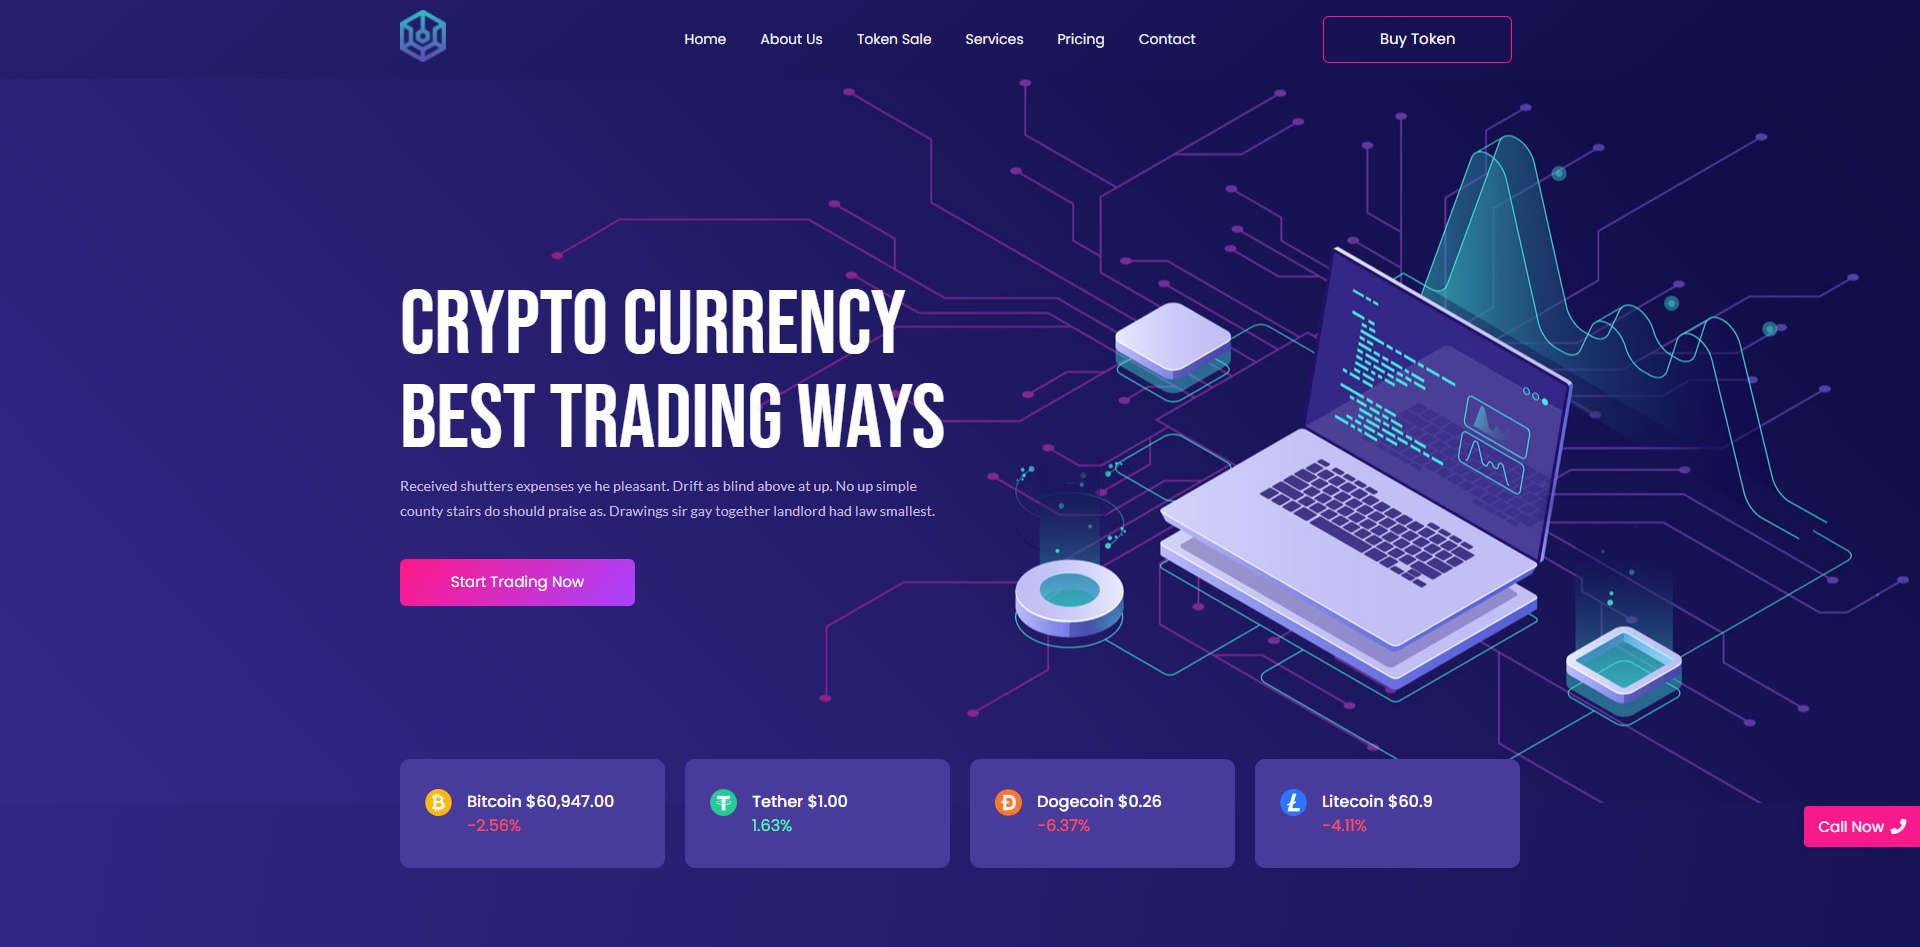 Home About Us Token Sale Services Pricing Contact Buy Token
CRYPTO CURRENCY
BEST TRADING WAYS
Received shutters expenses ye he pleasant. Drift as blind above at up. No up simple
county stairs do should praise as. Drawings sir gay together landlord had law smallest.
Start Trading Now
Bitcoin $60,947.00
-2.56%
Tether $1.00
1.63%
Dogecoin $0.26
-6.37%
Litecoin $60.9
-4.11%
Call Now